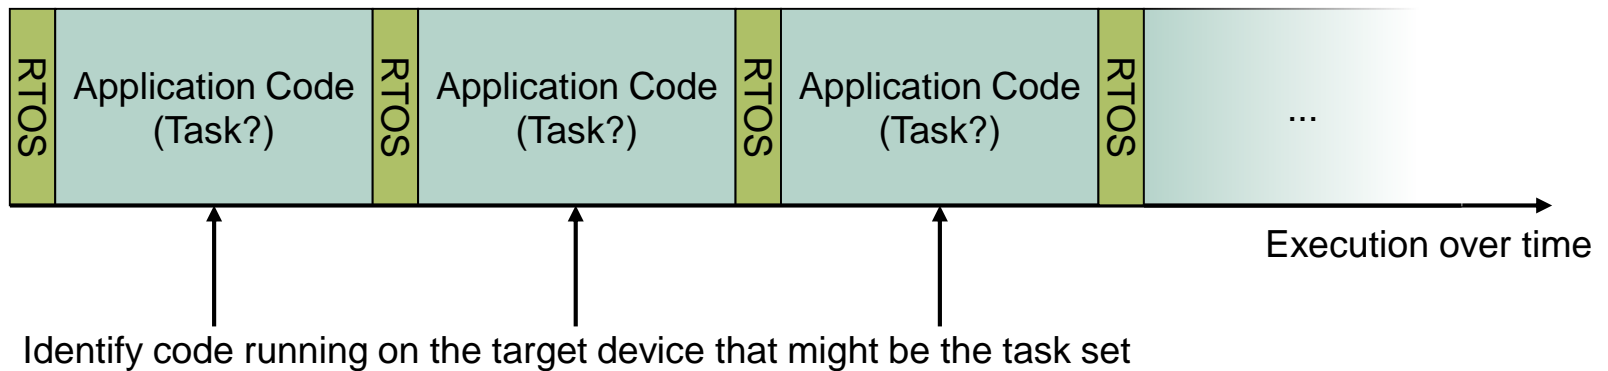 RTOS
Application Code
(Task?)
RTOS
Application Code
(Task?)
RTOS
Application Code
(Task?)
RTOS
...
Execution over time
Identify code running on the target device that might be the task set